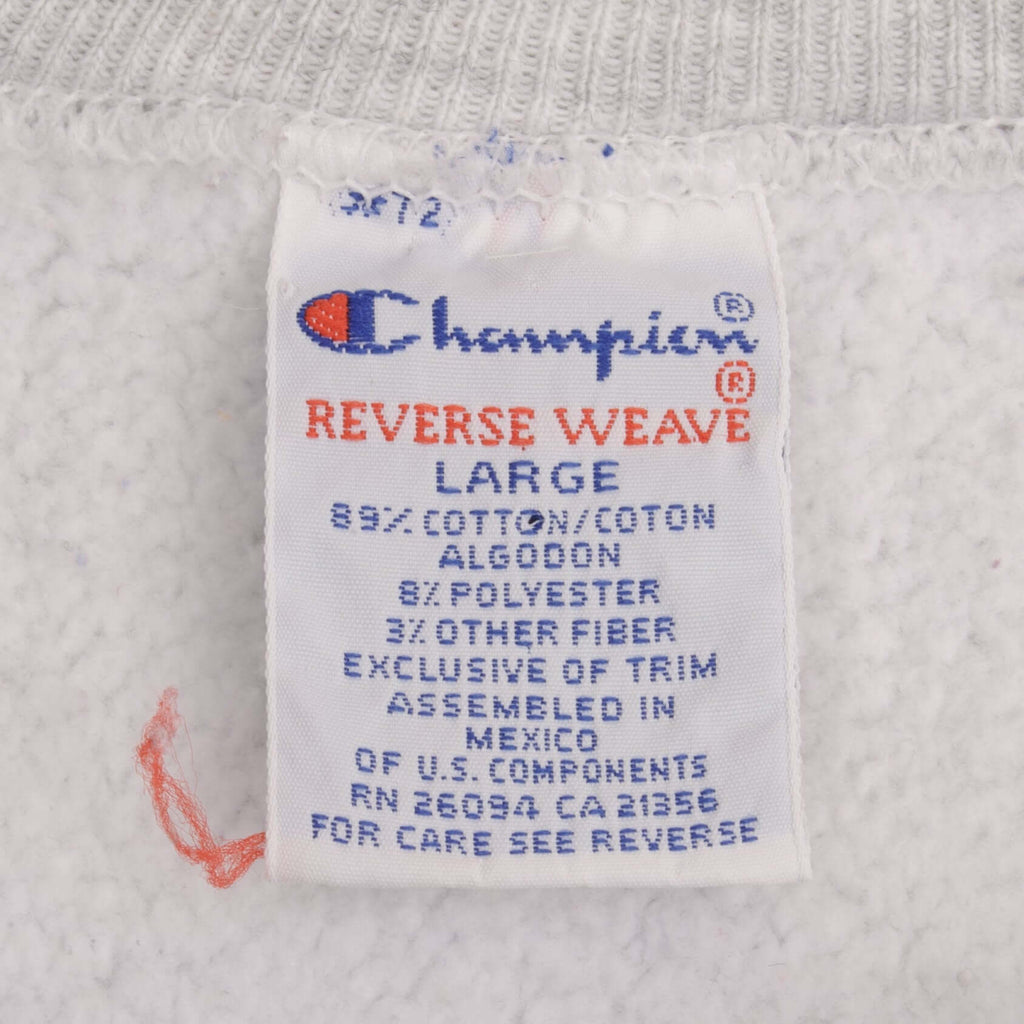 Champion®
REVERSE WEAVE®
LARGE
89% COTTON/COTON
ALGODON
8% POLYESTER
3% OTHER FIBER
EXCLUSIVE OF TRIM
ASSEMBLED IN
MEXICO
OF U.S. COMPONENTS
RN 26094 CA 21356
FOR CARE SEE REVERSE